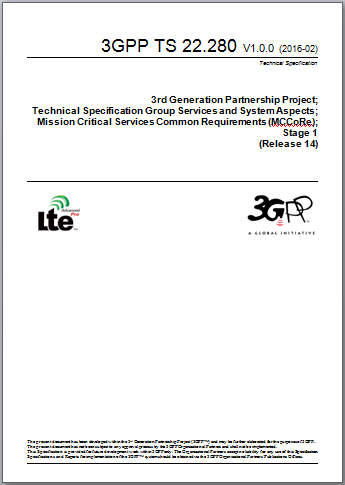 3GPP TS 22.280 V1.0.0 (2016-02)
Technical Specification
3rd Generation Partnership Project;
Technical Specification Group Services and System Aspects;
Mission Critical Services Common Requirements (MCCoRe);
Stage 1
(Release 14)
LTE Advanced Pro
3GPP
A GLOBAL INITIATIVE
The present document has been developed within the 3rd Generation Partnership Project (3GPP™) and may be further elaborated for the purposes of 3GPP.
The present document has not been subject to any approval process by the 3GPP Organizational Partners and shall not be implemented.
This Specification is provided for future development work within 3GPP only. The Organizational Partners accept no liability for any use of this Specification.
Specifications and Reports for implementation of the 3GPP™ system should be obtained via the 3GPP Organizational Partners' Publications Offices.